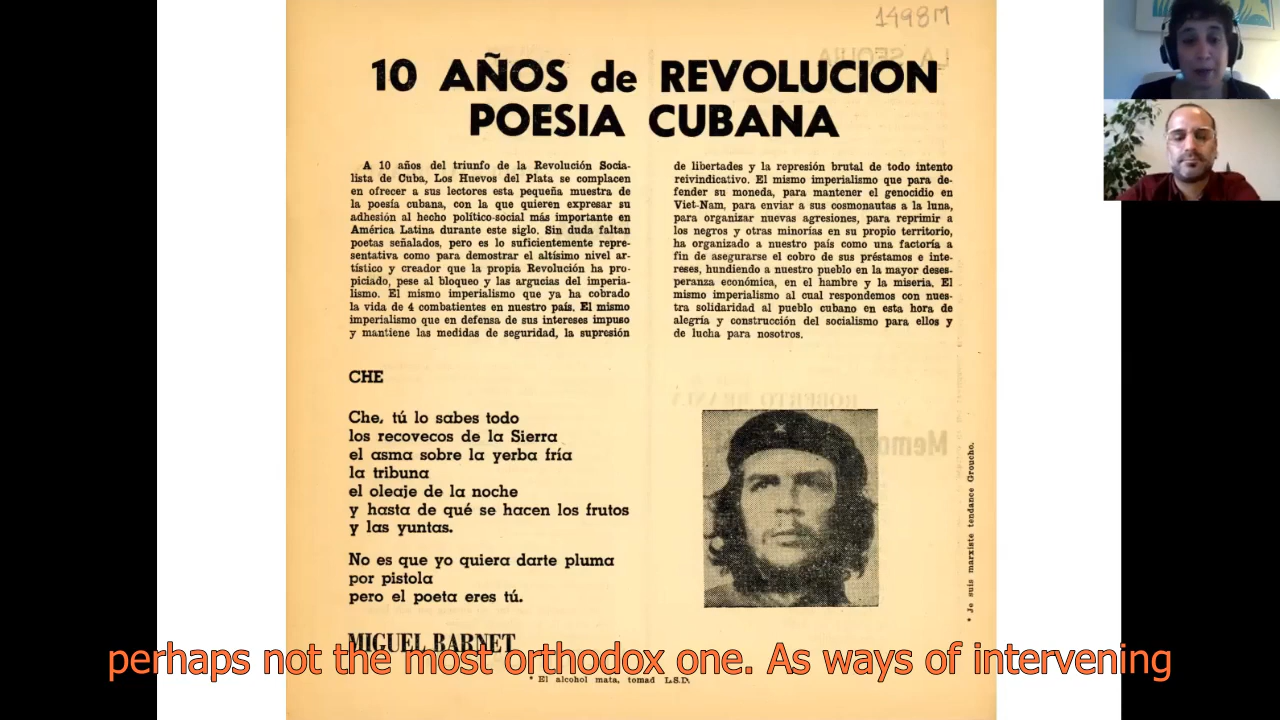 1498M
10 AÑOS de REVOLUCION
POESIA CUBANA
A 10 años del triunfo de la Revolución Socia-
lista de Cuba, Los Huevos del Plata se complacen
en ofrecer a sus lectores esta pequeña muestra de
la poesía cubana, con la que quieren expresar su
adhesión al hecho político-social más importante en
América Latina durante este siglo. Sin duda faltan
poetas señalados, pero es lo suficientemente repre-
sentativa como para demostrar el altísimo nivel ar-
tístico y creador que la propia Revolución ha pro-
piciado, pese al bloqueo y las argucias del imperia-
lismo. El mismo imperialismo que ya ha cobrado
la vida de 4 combatientes en nuestro país. El mismo
imperialismo que en defensa de sus intereses impuso
y mantiene las medidas de seguridad, la supresión
de libertades y la represión brutal de todo intento
reivindicativo. El mismo imperialismo que para de-
fender su moneda, para mantener el genocidio en
Viet-Nam, para enviar a sus cosmonautas a la luna,
para organizar nuevas agresiones, para reprimir a
los negros y otras minorías en su propio territorio,
ha organizado a nuestro país como una factoría a
fin de asegurarse el cobro de sus préstamos e inte-
reses, hundiendo a nuestro pueblo en la mayor deses-
peranza económica, en el hambre y la miseria. El
mismo imperialismo al cual respondemos con nues-
tra solidaridad al pueblo cubano en esta hora de
alegría y construcción del socialismo para ellos y
de lucha para nosotros.
CHE
Che, tú lo sabes todo
los recovecos de la Sierra
el asma sobre la yerba fría
la tribuna
el oleaje de la noche
y hasta de qué se hacen los frutos
y las yuntas.
No es que yo quiera darte pluma
por pistola
pero el poeta eres tú.
MIGUEL BARNET
* El alcohol mata, tomad L.S.D.
* Je suis marxiste tendance Groucho.
perhaps not the most orthodox one. As ways of intervening